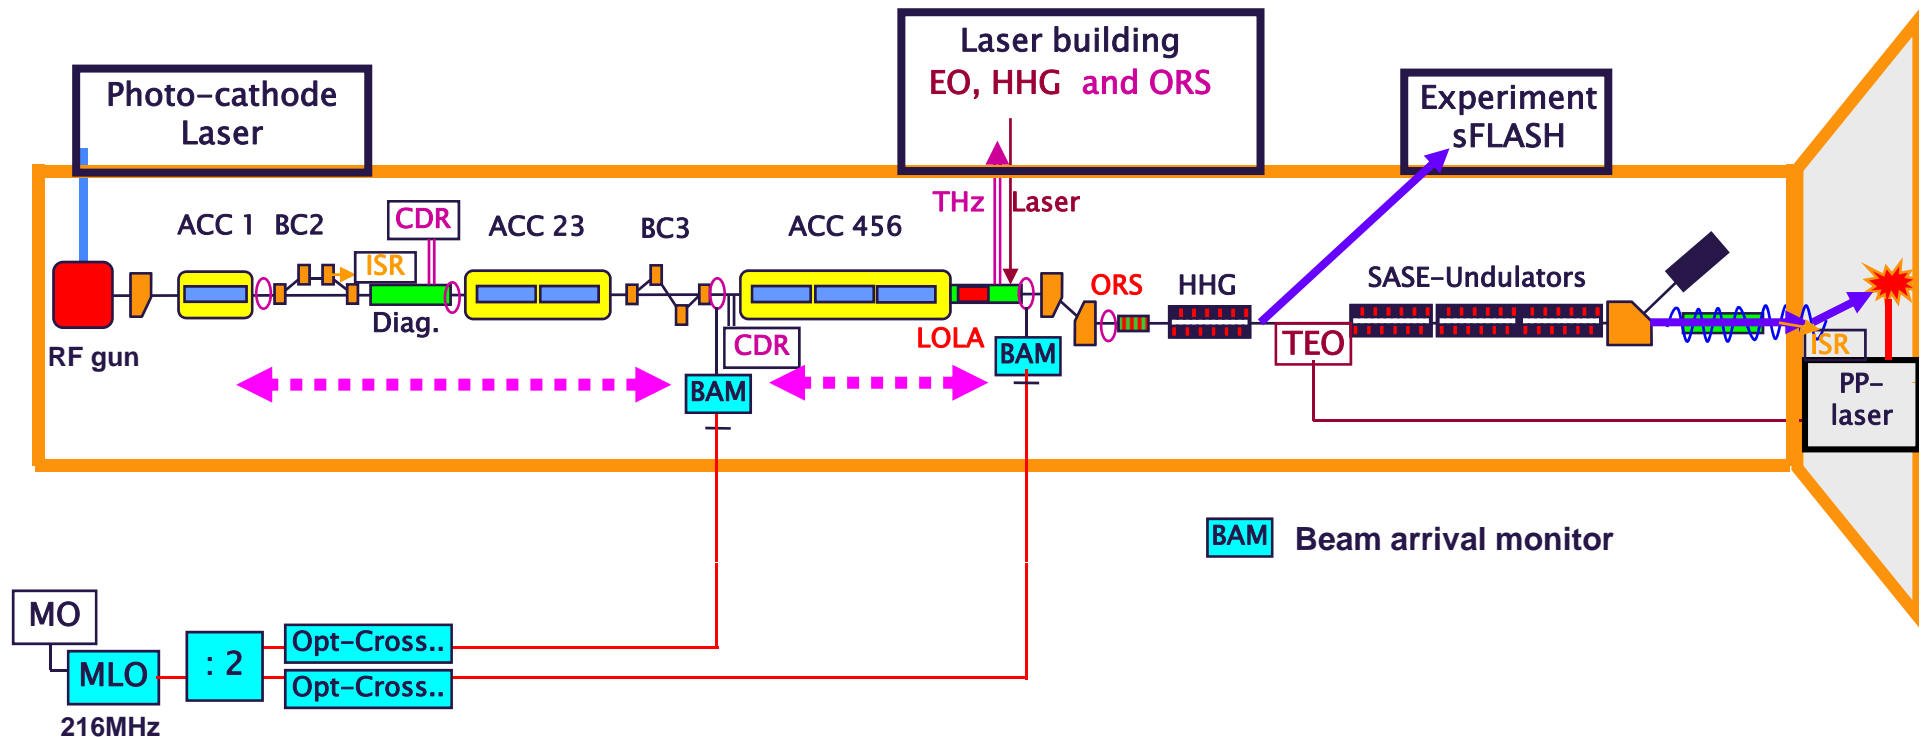 Laser building
EO, HHG and ORS
Photo-cathode
Laser
Experiment
sFLASH
THz
Laser
ACC 1
BC2
CDR
ACC 23
BC3
ACC 456
ISR
ORS
HHG
SASE-Undulators
Diag.
RF gun
LOLA
CDR
BAM
TEO
ISR
BAM
PP-
laser
BAM
Beam arrival monitor
MO
MLO
: 2
Opt-Cross..
Opt-Cross..
216MHz